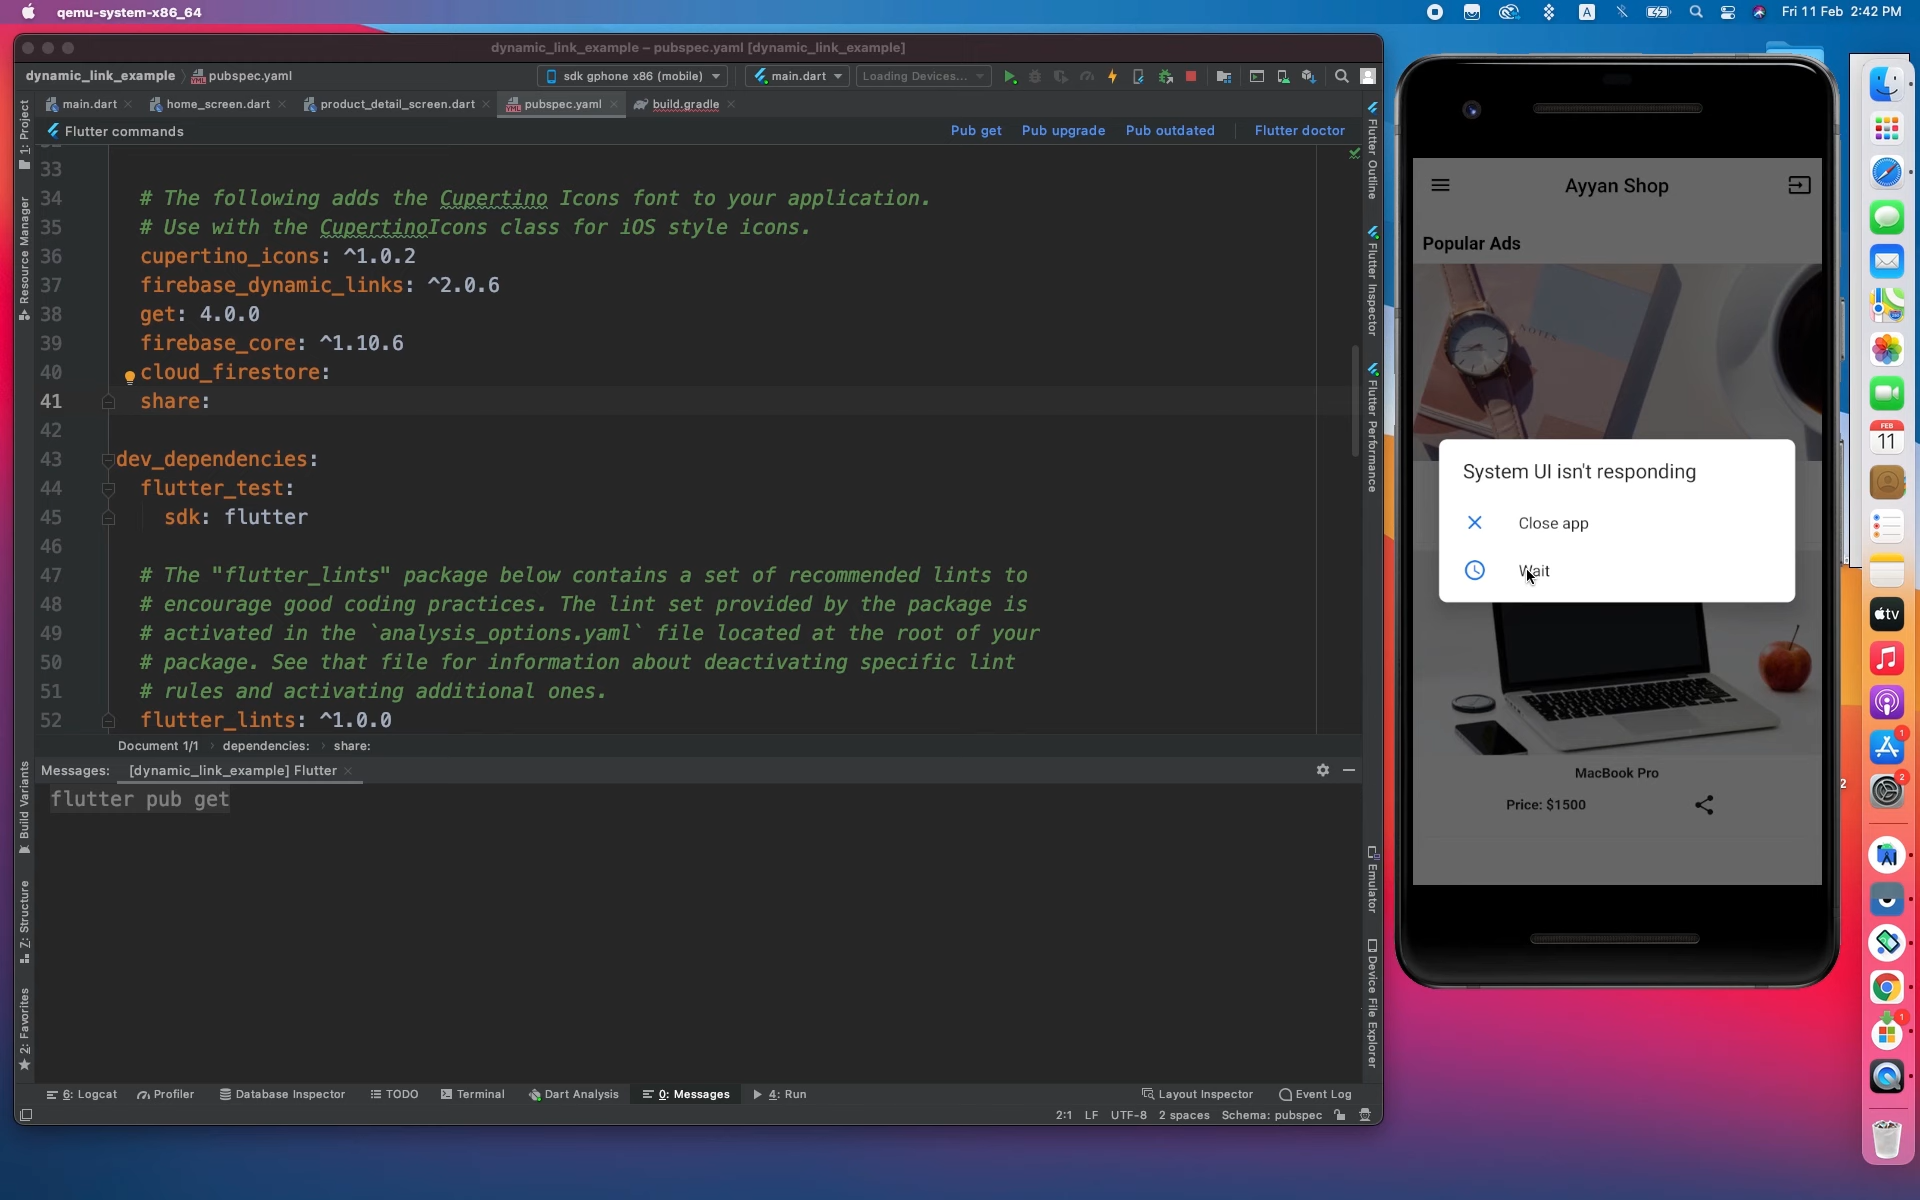 qemu-system-x86_64
A
Fri 11 Feb 2:42 PM
dynamic_link_example – pubspec.yaml [dynamic_link_example]
dynamic_link_example
pubspec.yaml
sdk gphone x86 (mobile)
main.dart
Loading Devices...
main.dart
home_screen.dart
product_detail_screen.dart
pubspec.yaml
build.gradle
Flutter commands
Pub get
Pub upgrade
Pub outdated
Flutter doctor
33
34 # The following adds the Cupertino Icons font to your application.
35 # Use with the CupertinoIcons class for iOS style icons.
36 cupertino_icons: ^1.0.2
37 firebase_dynamic_links: ^2.0.6
38 get: 4.0.0
39 firebase_core: ^1.10.6
40 cloud_firestore:
41 share:
42
43 dev_dependencies:
44 flutter_test:
45 sdk: flutter
46
47 # The "flutter_lints" package below contains a set of recommended lints to
48 # encourage good coding practices. The lint set provided by the package is
49 # activated in the `analysis_options.yaml` file located at the root of your
50 # package. See that file for information about deactivating specific lint
51 # rules and activating additional ones.
52 flutter_lints: ^1.0.0
Document 1/1
dependencies:
share:
Messages:
[dynamic_link_example] Flutter
flutter pub get
6: Logcat
Profiler
Database Inspector
TODO
Terminal
Dart Analysis
0: Messages
4: Run
Layout Inspector
Event Log
2:1 LF UTF-8 2 spaces Schema: pubspec
1: Project
Resource Manager
Build Variants
Z: Structure
2: Favorites
Flutter Outline
Flutter Inspector
Flutter Performance
Emulator
Device File Explorer
Ayyan Shop
Popular Ads
NOTES
System UI isn't responding
Close app
Wait
MacBook Pro
Price: $1500
FEB
11
tv
1
2
2
1